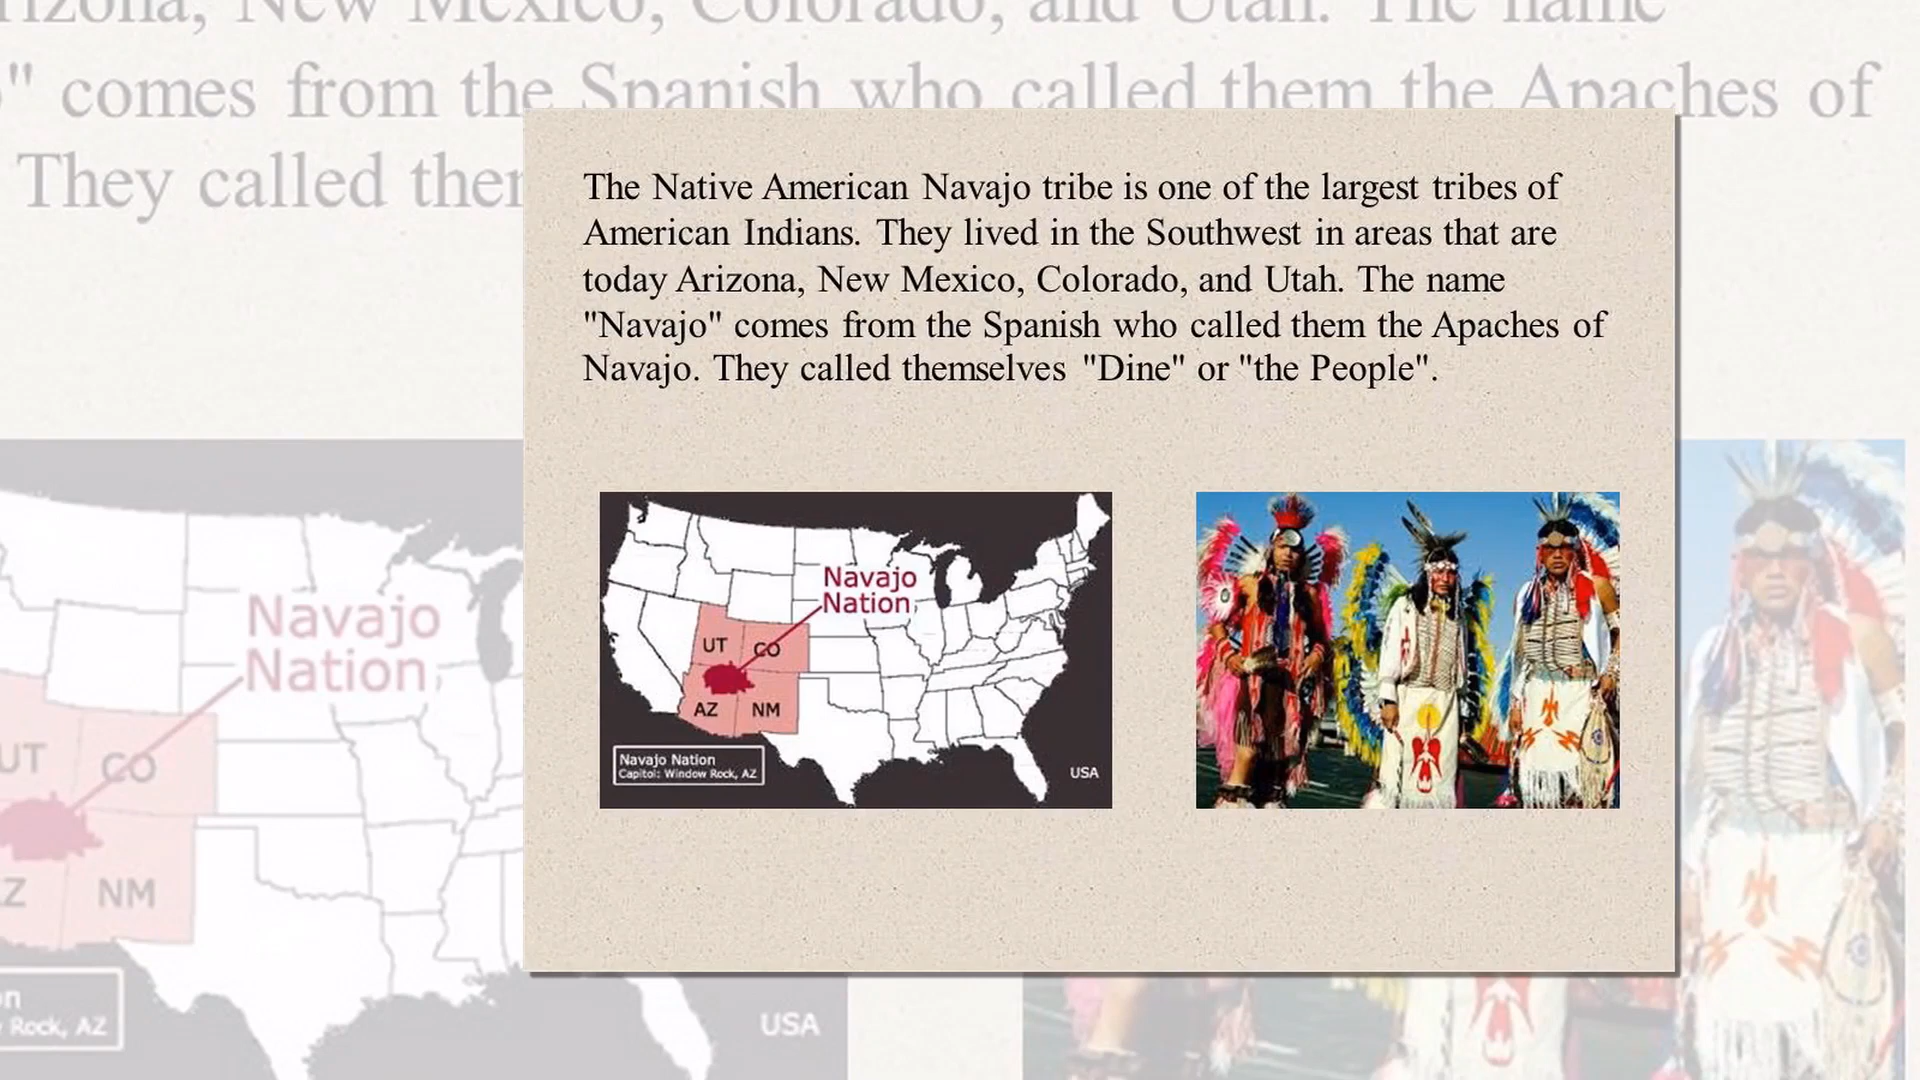 rizona, New Mexico, Colorado, and Utah. The name
" comes from the Spanish who called them the Apaches of
They called
The Native American Navajo tribe is one of the largest tribes of
American Indians. They lived in the Southwest in areas that are
today Arizona, New Mexico, Colorado, and Utah. The name
"Navajo" comes from the Spanish who called them the Apaches of
Navajo. They called themselves "Dine" or "the People".
Navajo
Nation
UT
CO
AZ
NM
Navajo Nation
Capitol: Window Rock, AZ
USA
Navajo
Nation
UT
CO
Z
NM
on
Rock, AZ
USA